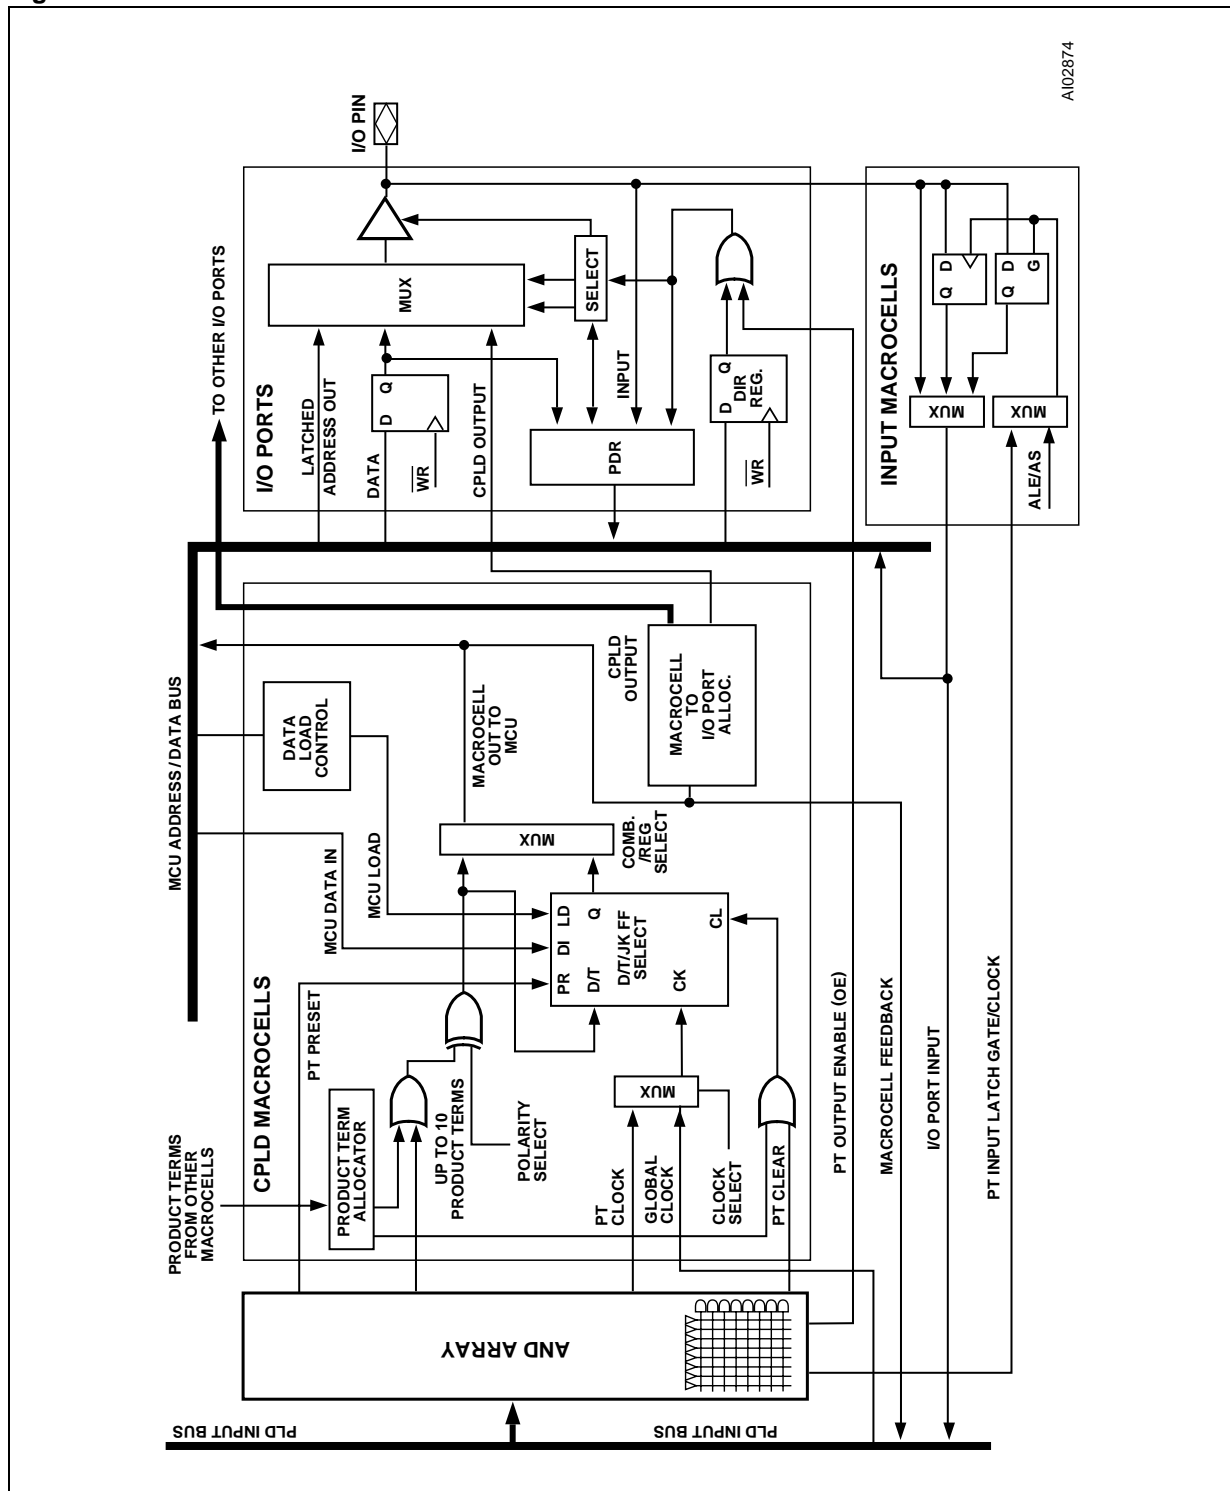 AI02874
I/O PIN
TO OTHER I/O PORTS
I/O PORTS
LATCHED
ADDRESS OUT
MUX
SELECT
DATA
D
Q
WR
CPLD OUTPUT
INPUT
PDR
D
Q
DIR
REG.
WR
INPUT MACROCELLS
Q
D
Q
D
G
MUX
MUX
ALE/AS
MCU ADDRESS / DATA BUS
CPLD MACROCELLS
DATA
LOAD
CONTROL
MCU DATA IN
MCU LOAD
MACROCELL
OUT TO
MCU
CPLD
OUTPUT
MACROCELL
TO
I/O PORT
ALLOC.
MUX
COMB.
/REG
SELECT
PT PRESET
PR
DI
LD
D/T
Q
D/T/JK FF
SELECT
CK
CL
PRODUCT TERMS
FROM OTHER
MACROCELLS
PRODUCT TERM
ALLOCATOR
UP TO 10
PRODUCT TERMS
POLARITY
SELECT
MUX
PT
CLOCK
GLOBAL
CLOCK
CLOCK
SELECT
PT CLEAR
PT OUTPUT ENABLE (OE)
MACROCELL FEEDBACK
I/O PORT INPUT
PT INPUT LATCH GATE/CLOCK
AND ARRAY
PLD INPUT BUS
PLD INPUT BUS